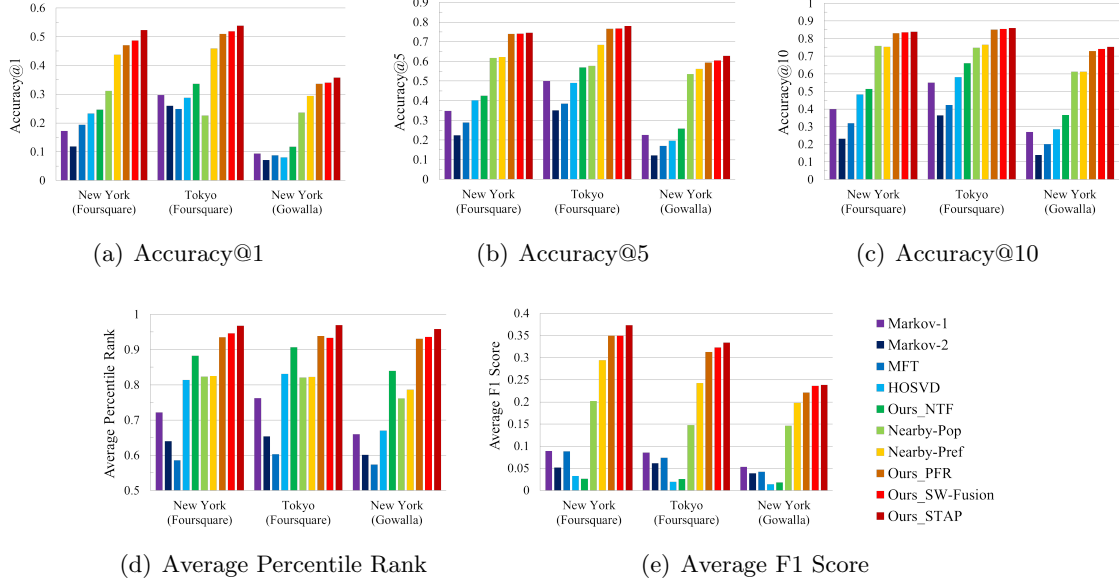 0.6
0.5
0.4
0.3
0.2
0.1
0
Accuracy@1
New York
(Foursquare)
Tokyo
(Foursquare)
New York
(Gowalla)
(a) Accuracy@1
0.9
0.8
0.7
0.6
0.5
0.4
0.3
0.2
0.1
0
Accuracy@5
New York
(Foursquare)
Tokyo
(Foursquare)
New York
(Gowalla)
(b) Accuracy@5
1
0.9
0.8
0.7
0.6
0.5
0.4
0.3
0.2
0.1
0
Accuracy@10
New York
(Foursquare)
Tokyo
(Foursquare)
New York
(Gowalla)
(c) Accuracy@10
1
0.9
0.8
0.7
0.6
0.5
Average Percentile Rank
New York
(Foursquare)
Tokyo
(Foursquare)
New York
(Gowalla)
(d) Average Percentile Rank
0.4
0.35
0.3
0.25
0.2
0.15
0.1
0.05
0
Average F1 Score
New York
(Foursquare)
Tokyo
(Foursquare)
New York
(Gowalla)
(e) Average F1 Score
Markov-1
Markov-2
MFT
HOSVD
Ours_NTF
Nearby-Pop
Nearby-Pref
Ours_PFR
Ours_SW-Fusion
Ours_STAP